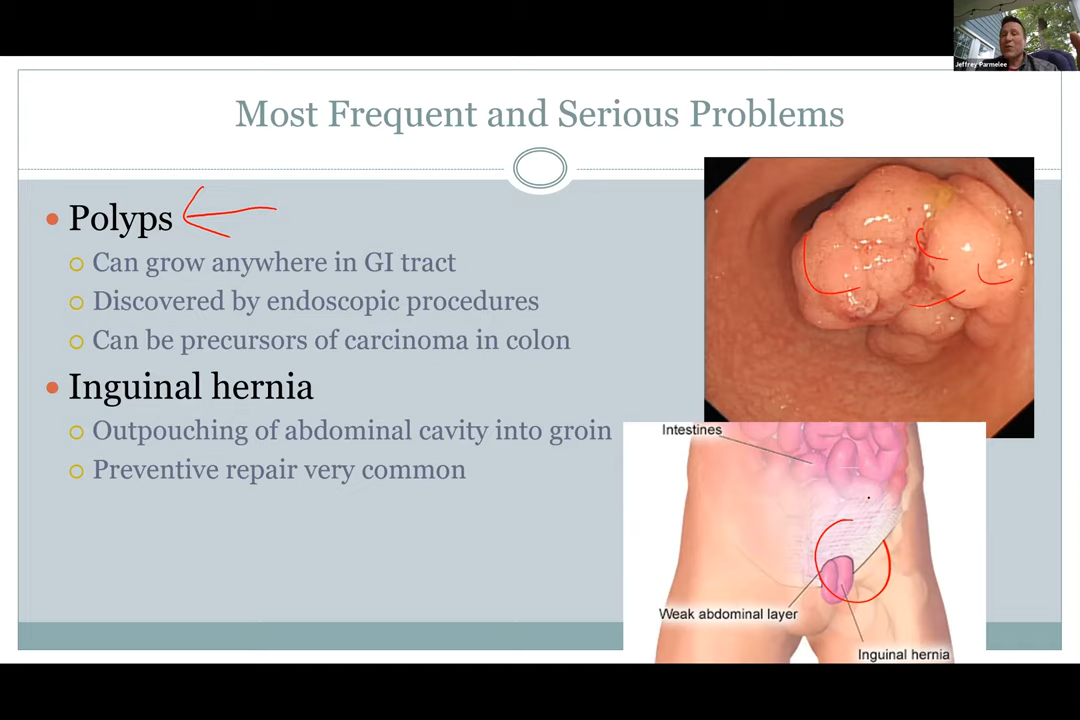 Jeffrey Parmelee
Most Frequent and Serious Problems
Polyps
Can grow anywhere in GI tract
Discovered by endoscopic procedures
Can be precursors of carcinoma in colon
Inguinal hernia
Outpouching of abdominal cavity into groin
Preventive repair very common
Intestines
Weak abdominal layer
Inguinal hernia